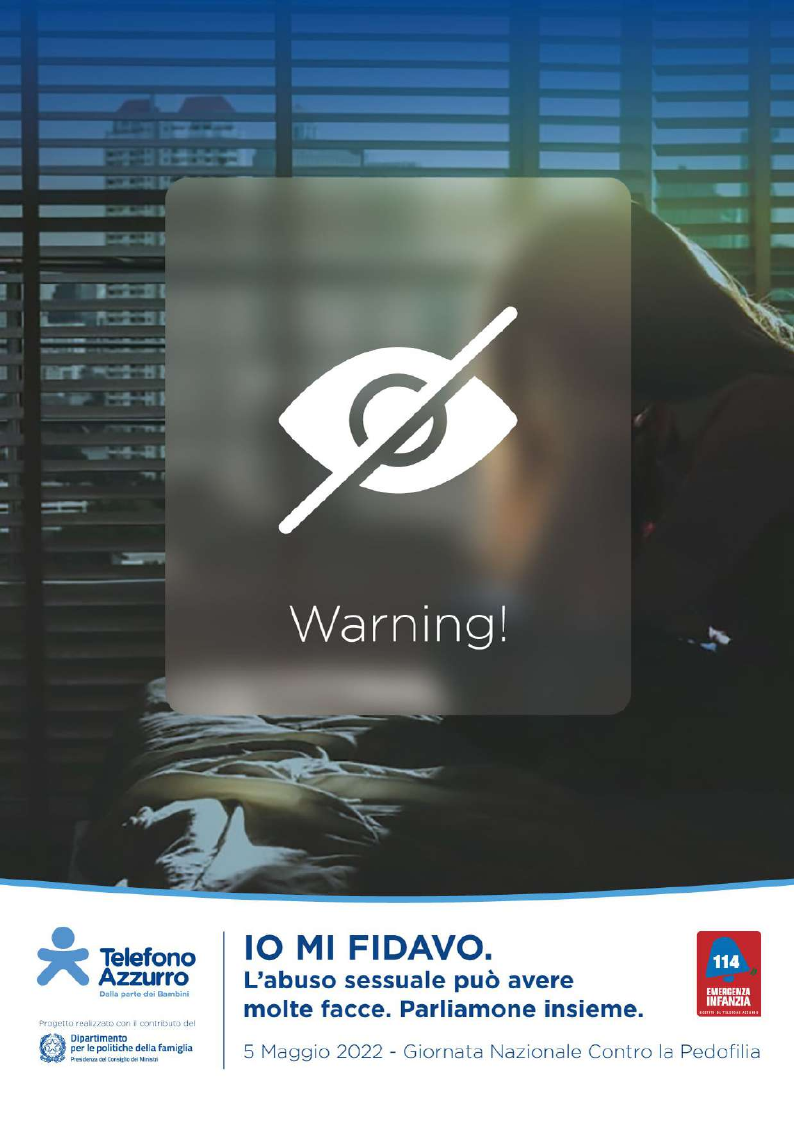 Warning!
Telefono
Azzurro
Dalla parte dei Bambini
Progetto realizzato con il contributo del
Dipartimento
per le politiche della famiglia
Presidenza del Consiglio dei Ministri
IO MI FIDAVO.
L'abuso sessuale può avere
molte facce. Parliamone insieme.
5 Maggio 2022 - Giornata Nazionale Contro la Pedofilia
114
EMERGENZA
INFANZIA